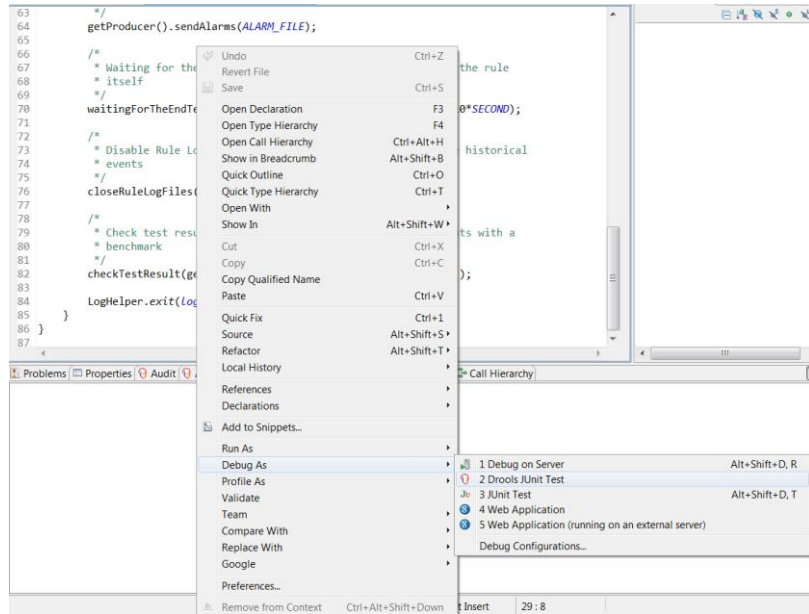 63 */
64 getProducer().sendAlarms(ALARM_FILE);
65
66 /*
67 * Waiting for the the rule
68 * itself
69 */
70 waitingForTheEndTe 0*SECOND);
71
72 /*
73 * Disable Rule Lo historical
74 * events
75 */
76 closeRuleLogFiles(
77
78 /*
79 * Check test resu ts with a
80 * benchmark
81 */
82 checkTestResult(ge );
83
84 LogHelper.exit(log
85 }
86 }
87
Undo Ctrl+Z
Revert File
Save Ctrl+S
Open Declaration F3
Open Type Hierarchy F4
Open Call Hierarchy Ctrl+Alt+H
Show in Breadcrumb Alt+Shift+B
Quick Outline Ctrl+O
Quick Type Hierarchy Ctrl+T
Open With
Show In Alt+Shift+W
Cut Ctrl+X
Copy Ctrl+C
Copy Qualified Name
Paste Ctrl+V
Quick Fix Ctrl+1
Source Alt+Shift+S
Refactor Alt+Shift+T
Local History
References
Declarations
Add to Snippets...
Run As
Debug As
Profile As
Validate
Team
Compare With
Replace With
Google
Preferences...
Remove from Context Ctrl+Alt+Shift+Down
Problems Properties Audit Call Hierarchy
1 Debug on Server Alt+Shift+D, R
2 Drools JUnit Test
3 JUnit Test Alt+Shift+D, T
4 Web Application
5 Web Application (running on an external server)
Debug Configurations...
t Insert 29 : 8